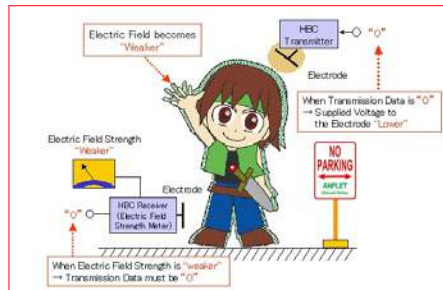 Electric Field becomes
"Weaker"
HBC
Transmitter
"0"
Electrode
When Transmission Data is "0"
→ Supplied Voltage to
the Electrode "Lower"
Electric Field Strength
"Weaker"
NO
PARKING
AMPLET
Electrode
"0"
HBC Receiver
(Electric Field
Strength Meter)
When Electric Field Strength is "weaker"
→ Transmission Data must be "0"